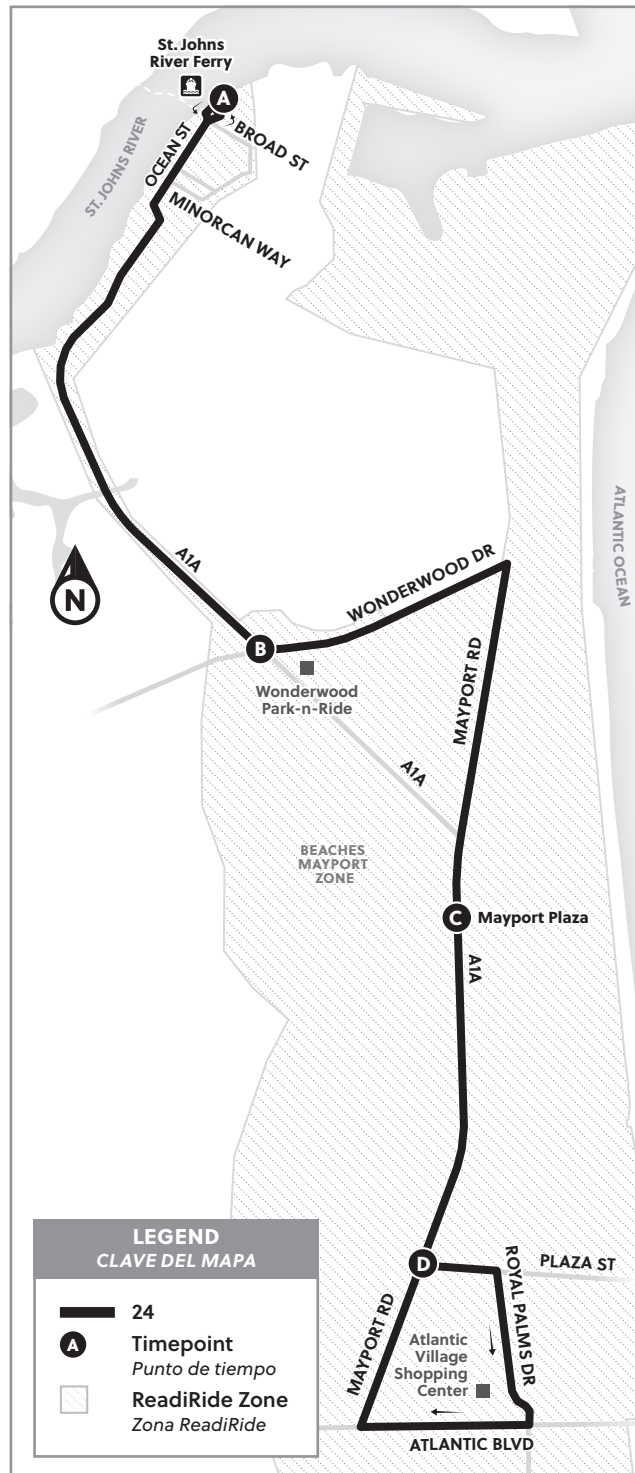 St. Johns
River Ferry
A
BROAD ST
OCEAN ST
ST. JOHNS RIVER
MINORCAN WAY
ATLANTIC OCEAN
A1A
N
WONDERWOOD DR
B
MAYPORT RD
Wonderwood
Park-n-Ride
A1A
BEACHES
MAYPORT
ZONE
C
Mayport Plaza
A1A
D
PLAZA ST
ROYAL PALMS DR
MAYPORT RD
Atlantic
Village
Shopping
Center
ATLANTIC BLVD
LEGEND
CLAVE DEL MAPA
24
A
Timepoint
Punto de tiempo
ReadiRide Zone
Zona ReadiRide